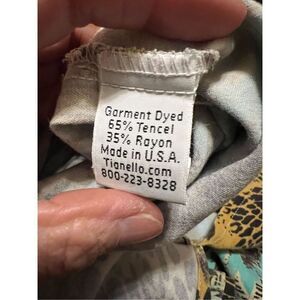 Garment Dyed
65% Tencel
35% Rayon
Made in U.S.A.
Tianello.com
800-223-8328